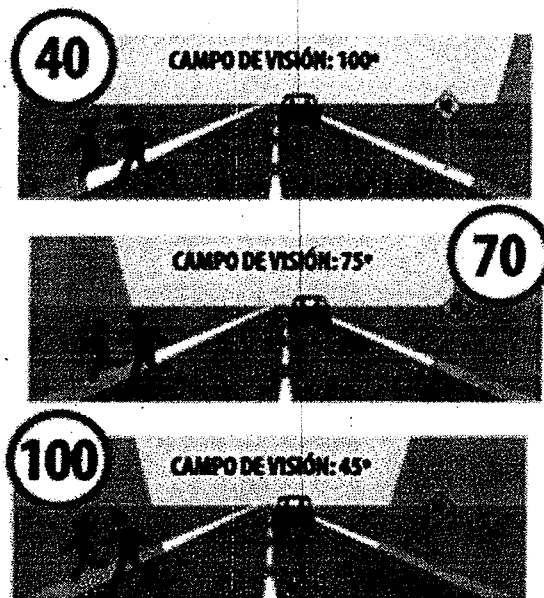 40
CAMPO DE VISIÓN: 100°
CAMPO DE VISIÓN: 75°
70
100
CAMPO DE VISIÓN: 45°